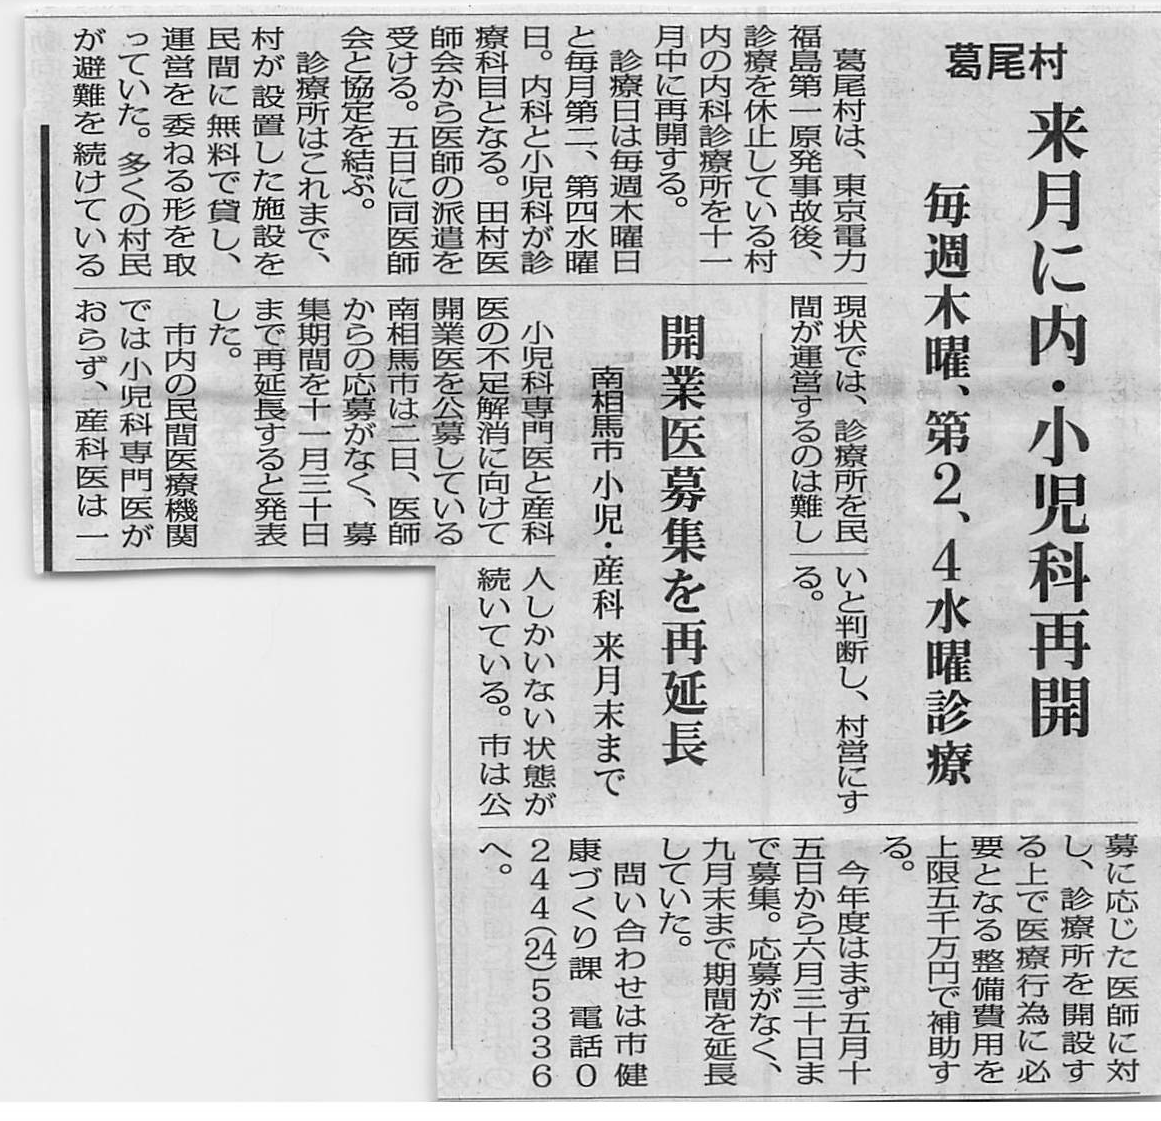 葛尾村
来月に内・小児科再開
毎週木曜、第2、4水曜診療
葛尾村は、東京電力
福島第一原発事故後、
診療を休止している村
内の内科診療所を十一
月中に再開する。
診療日は毎週木曜日
と毎月第二、第四水曜
日。内科と小児科が診
療科目となる。田村医
師会から医師の派遣を
受ける。五日に同医師
会と協定を結ぶ。
診療所はこれまで、
村が設置した施設を
民間に無料で貸し、
運営を委ねる形を取
っていた。多くの村民
が避難を続けている
現状では、診療所を民
間が運営するのは難し
いと判断し、村営にす
る。
開業医募集を再延長
南相馬市 小児・産科 来月末まで
小児科専門医と産科
医の不足解消に向けて
開業医を公募している
南相馬市は二日、医師
からの応募がなく、募
集期間を十一月三十日
まで再延長すると発表
した。
市内の民間医療機関
では小児科専門医が
おらず、産科医は一
人しかいない状態が
続いている。市は公
募に応じた医師に対
し、診療所を開設す
る上で医療行為に必
要となる整備費用を
上限五千万円で補助す
る。
今年度はまず五月十
五日から六月三十日ま
で募集。応募がなく、
九月末まで期間を延長
していた。
問い合わせは市健
康づくり課 電話0
244(24)5336
へ。